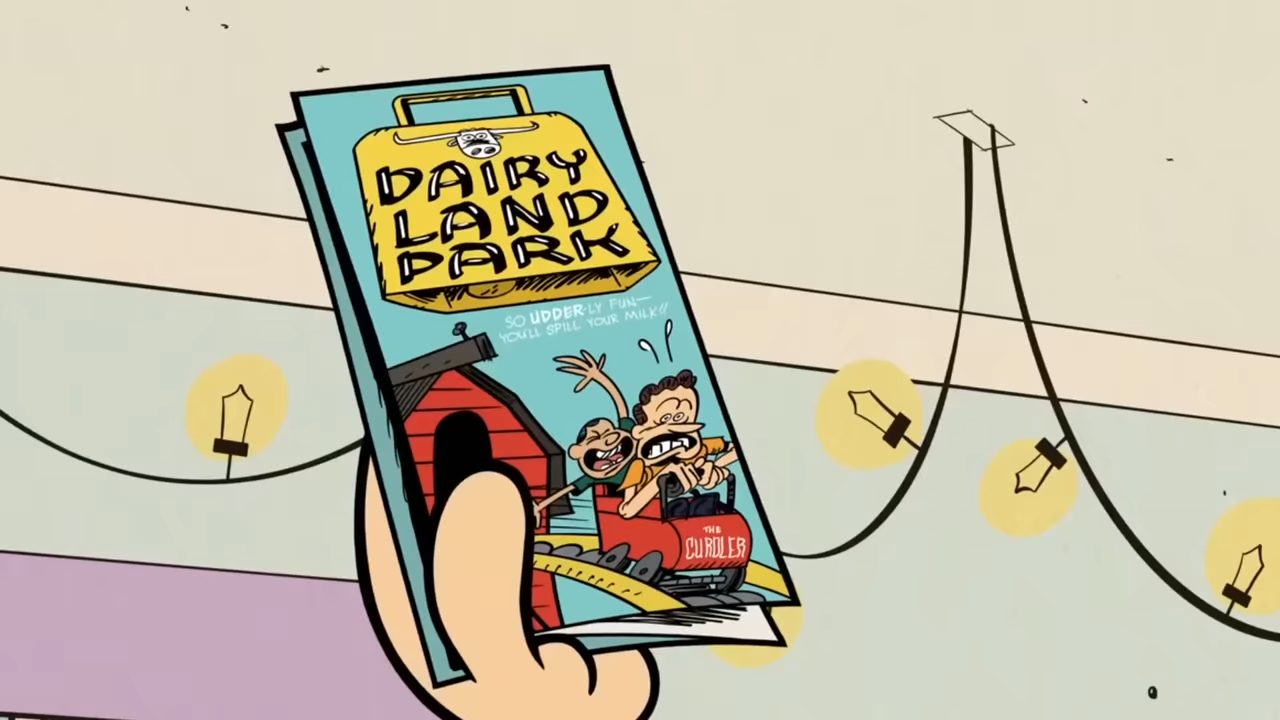 DAIRY
LAND
PARK
SO UDDER-LY FUN—
YOU'LL SPILL YOUR MILK!!
THE
CURDLER